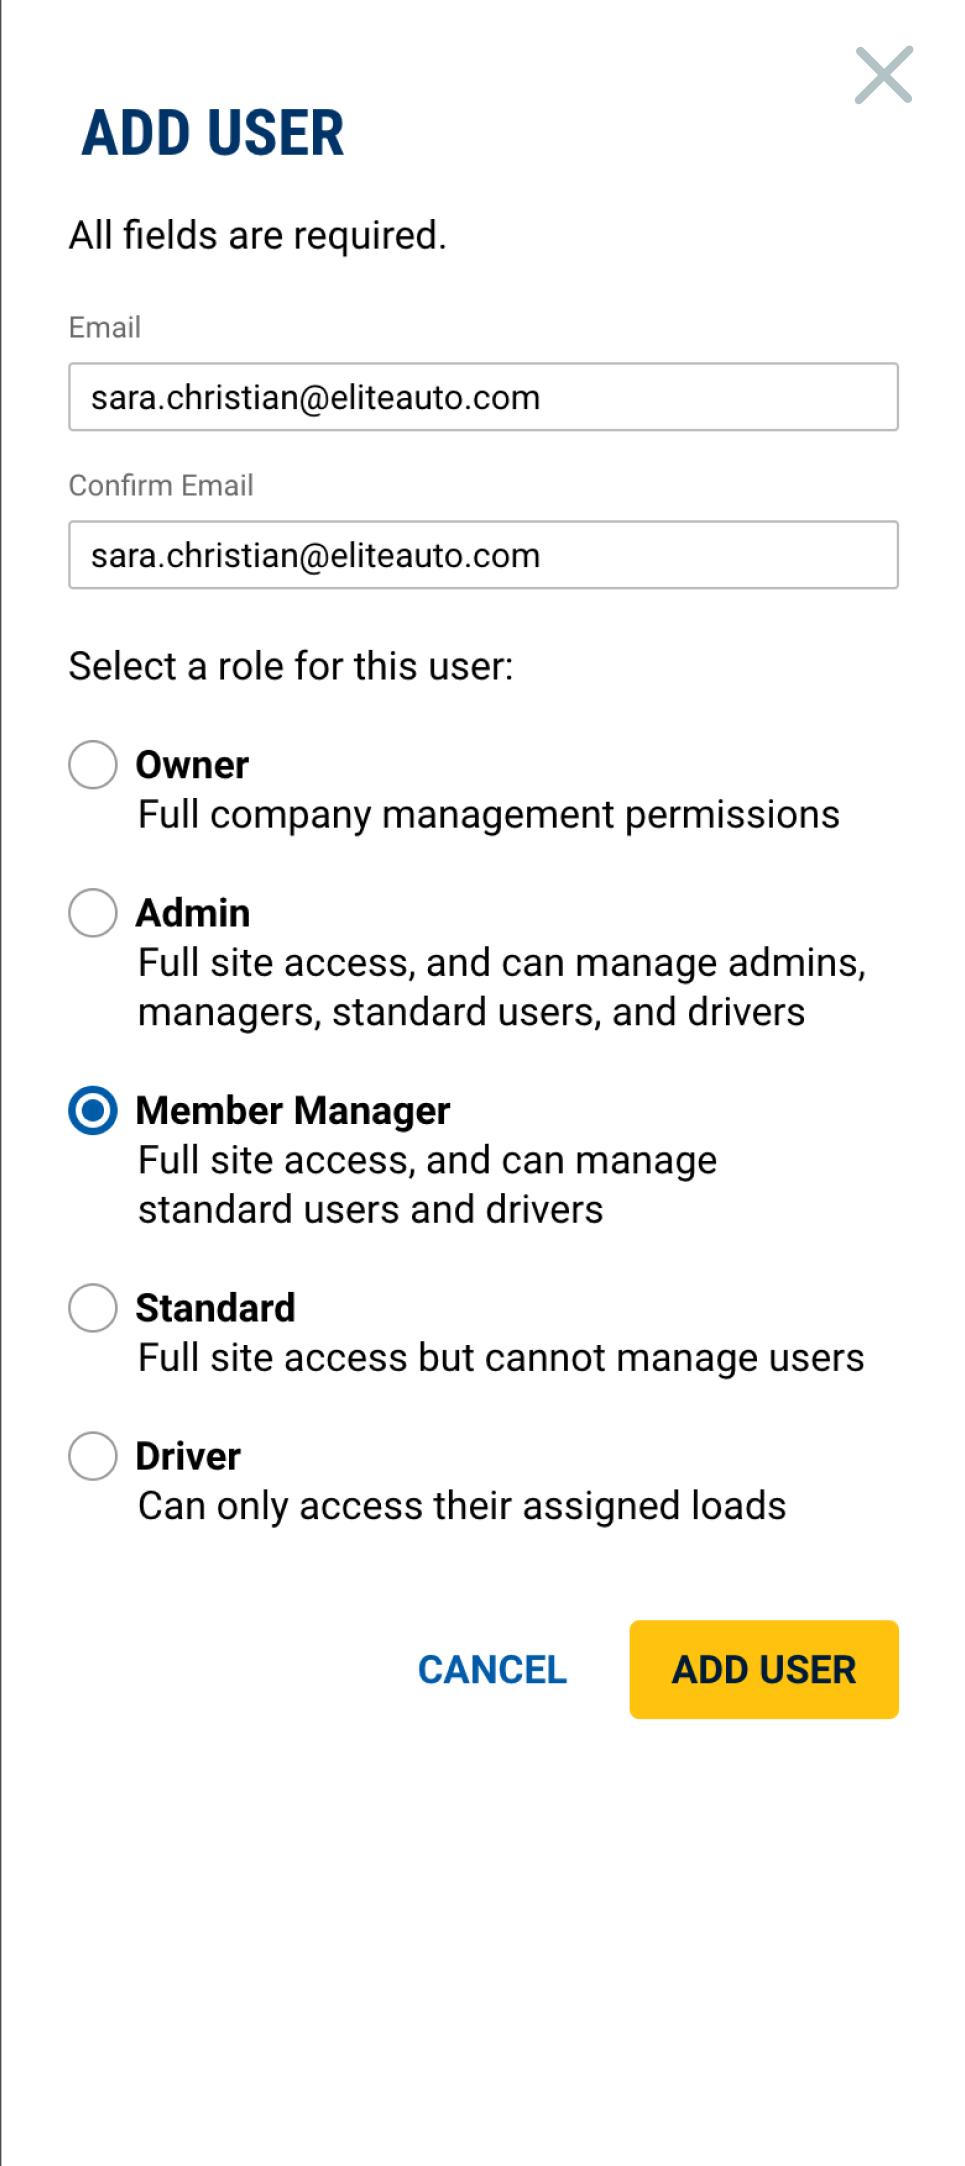 ADD USER
All fields are required.
Email
sara.christian@eliteauto.com
Confirm Email
sara.christian@eliteauto.com
Select a role for this user:
Owner
Full company management permissions
Admin
Full site access, and can manage admins,
managers, standard users, and drivers
Member Manager
Full site access, and can manage
standard users and drivers
Standard
Full site access but cannot manage users
Driver
Can only access their assigned loads
CANCEL ADD USER